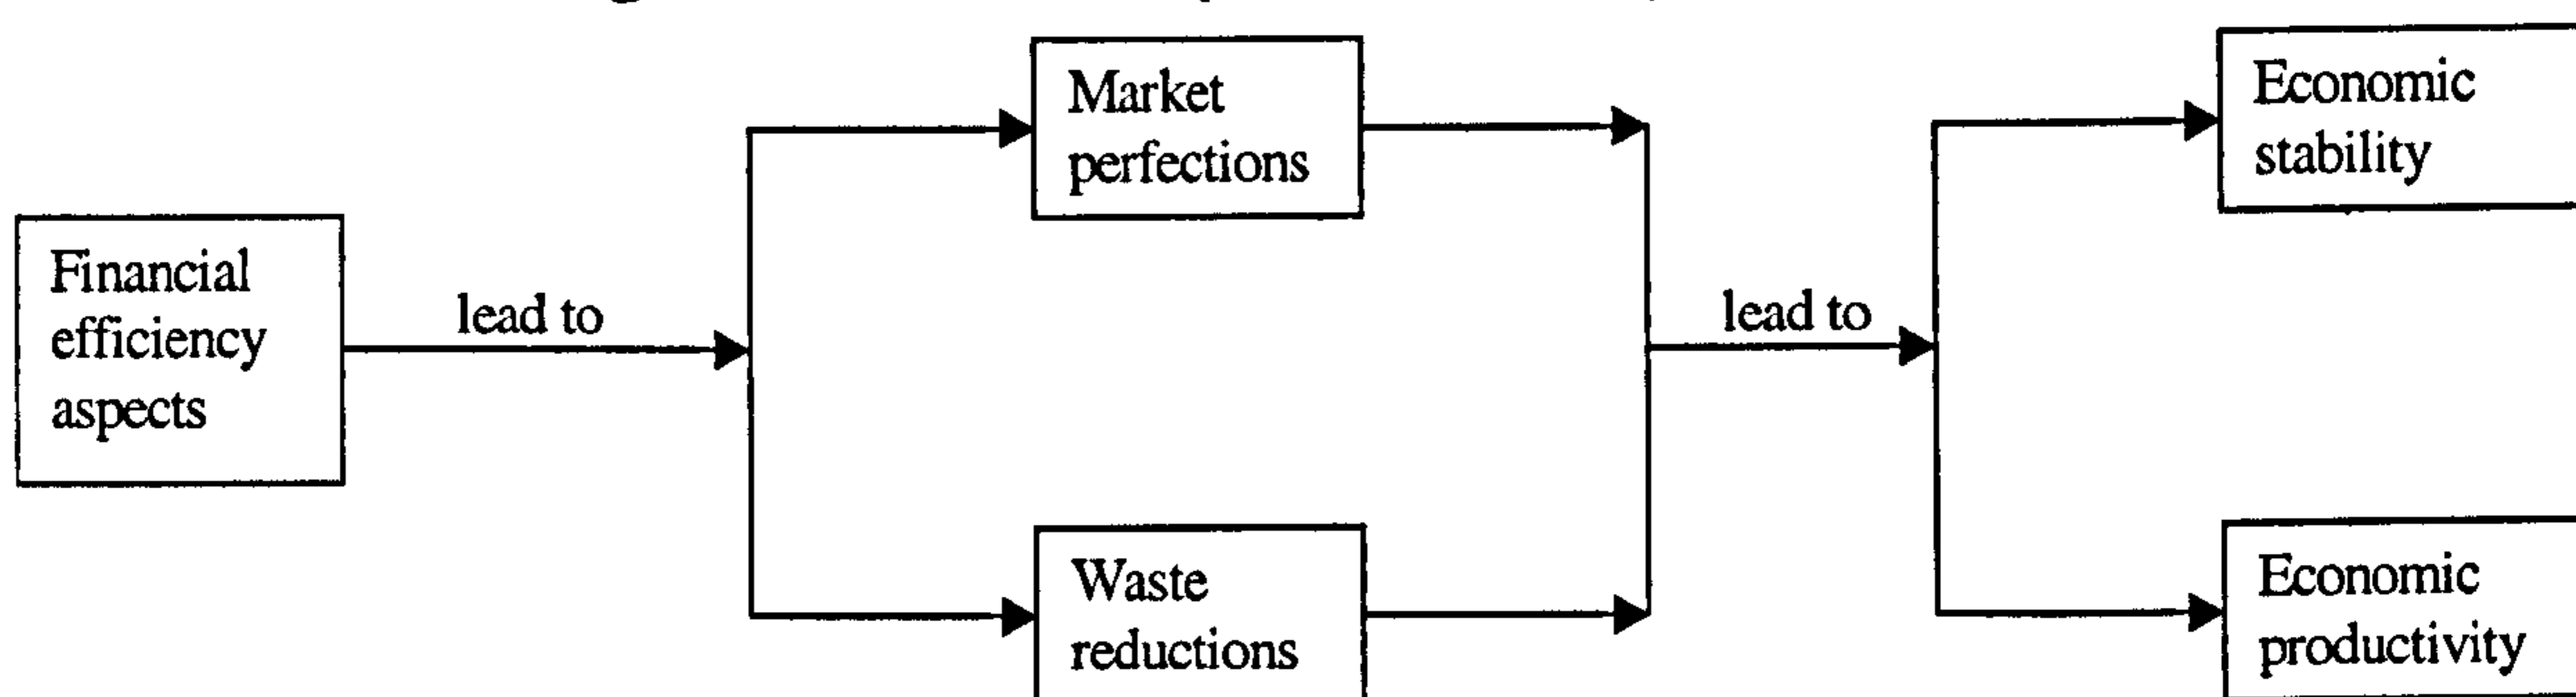 Market
perfections
Economic
stability
Financial
efficiency
aspects
lead to
lead to
Waste
reductions
Economic
productivity